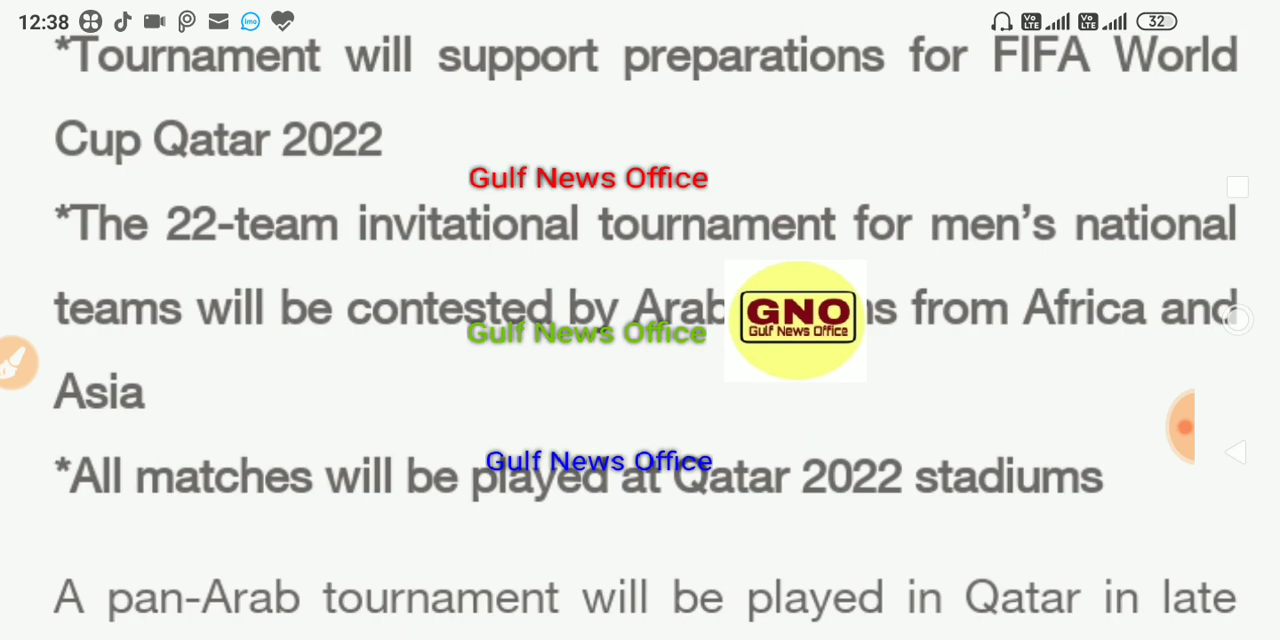 12:38
32
*Tournament will support preparations for FIFA World
Cup Qatar 2022
Gulf News Office
*The 22-team invitational tournament for men's national
teams will be contested by Arab from Africa and
GNO
Gulf News Office
Gulf News Office
Asia
Gulf News Office
*All matches will be played at Qatar 2022 stadiums
A pan-Arab tournament will be played in Qatar in late